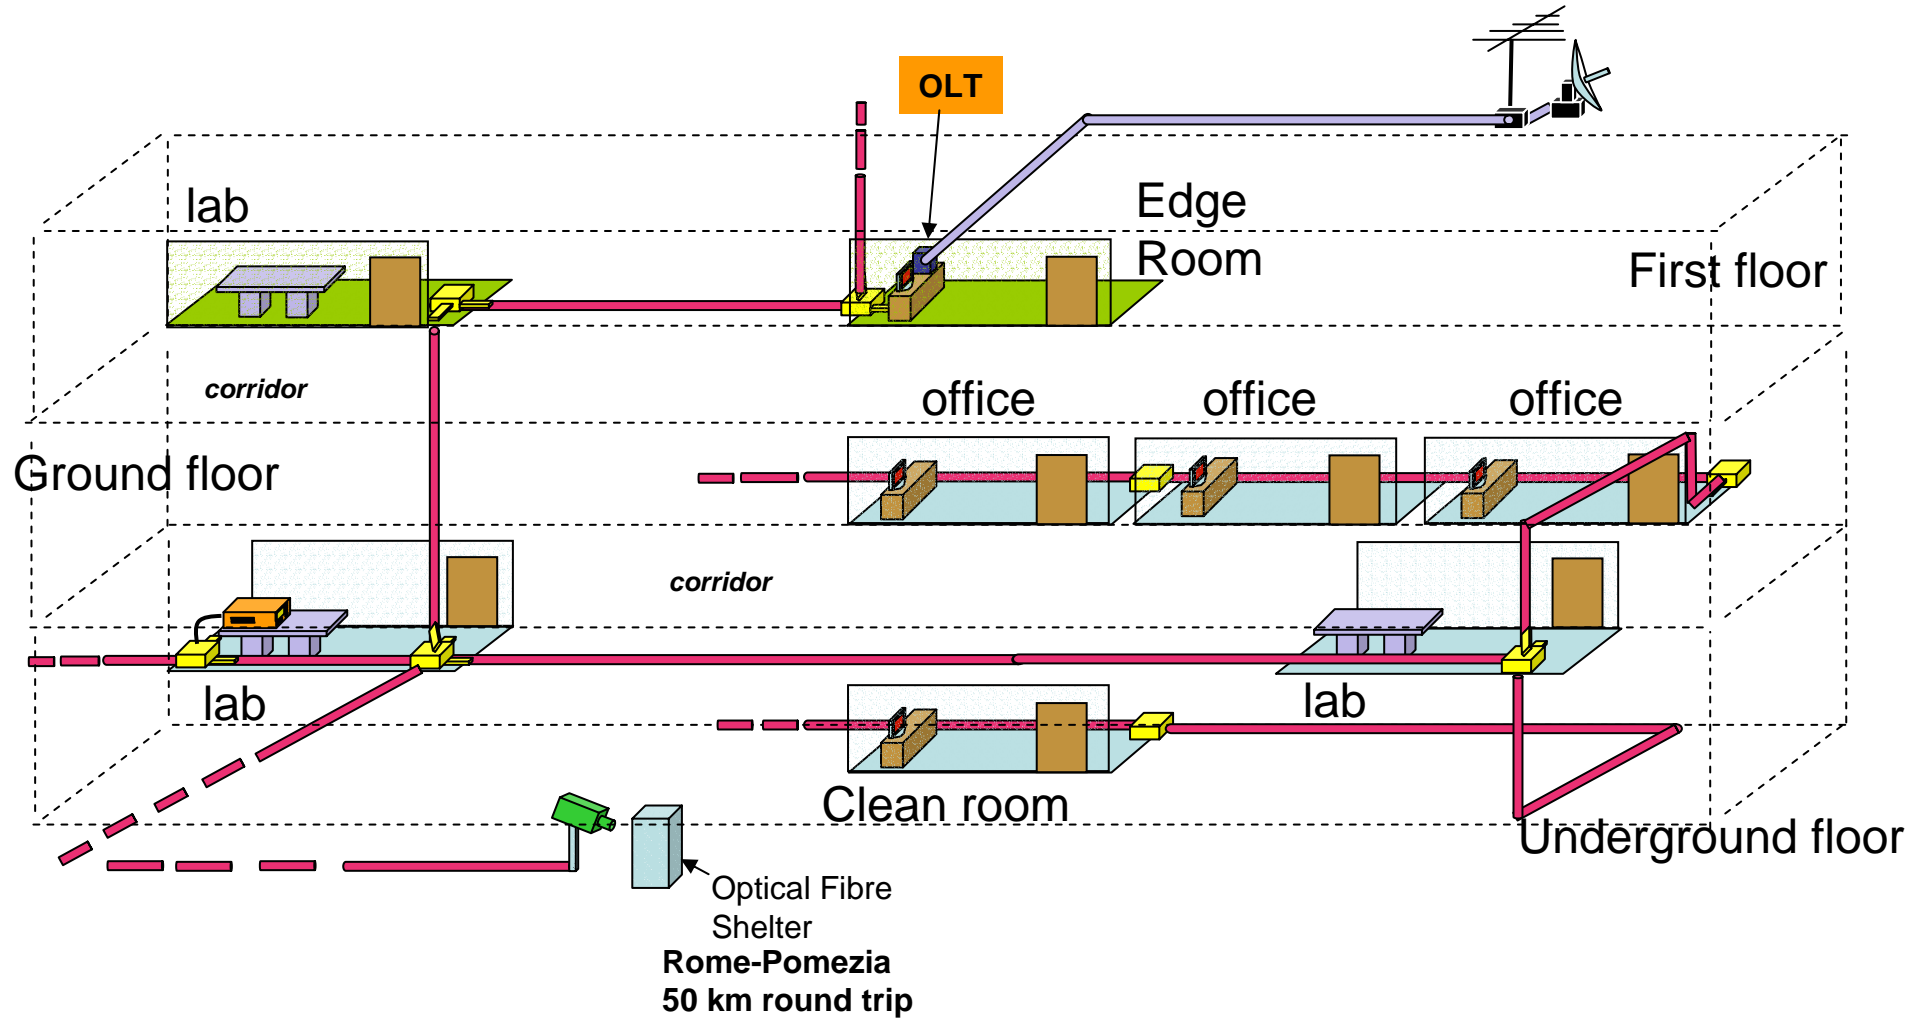 OLT
lab
Edge
Room
First floor
corridor
office
office
office
Ground floor
corridor
lab
lab
Clean room
Underground floor
Optical Fibre
Shelter
Rome-Pomezia
50 km round trip